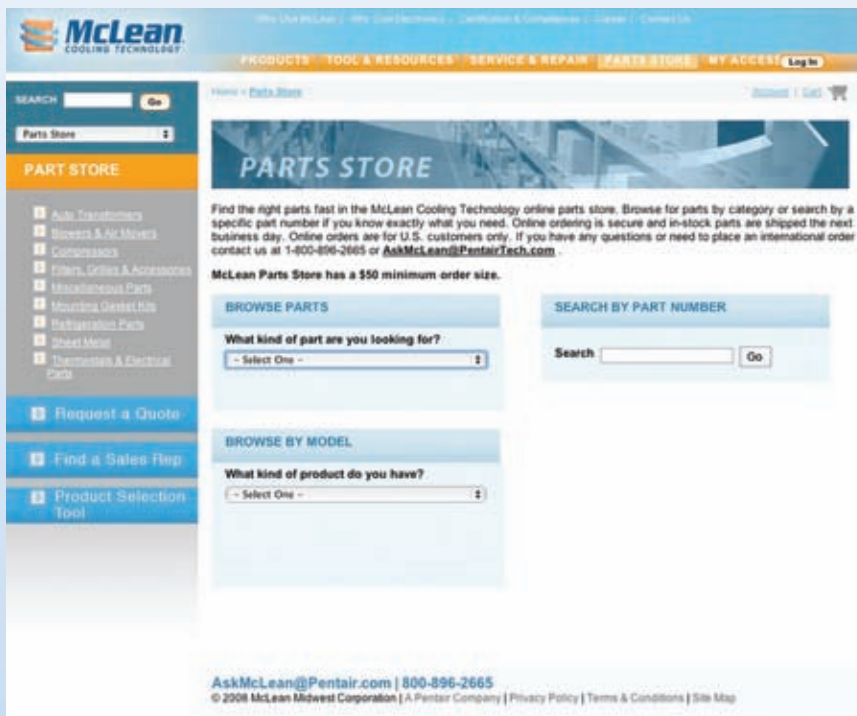 McLean
COOLING TECHNOLOGY
Why Use McLean | | Certification & Compliances | Career | Contact Us
PRODUCTS TOOL & RESOURCES SERVICE & REPAIR PARTS STORE MY ACCESS Log In
SEARCH Go
Parts Store
Home » Parts Store
Account | Cart
PART STORE
Auto Transformers
Blowers & Air Movers
Compressors
Filters, Grilles & Accessories
Miscellaneous Parts
Mounting Gasket Kits
Refrigeration Parts
Sheet Metal
Thermostats & Electrical
Parts
Request a Quote
Find a Sales Rep
Product Selection
Tool
PARTS STORE
Find the right parts fast in the McLean Cooling Technology online parts store. Browse for parts by category or search by a
specific part number if you know exactly what you need. Online ordering is secure and in-stock parts are shipped the next
business day. Online orders are for U.S. customers only. If you have any questions or need to place an international order
contact us at 1-800-896-2665 or AskMcLean@PentairTech.com .
McLean Parts Store has a $50 minimum order size.
BROWSE PARTS
What kind of part are you looking for?
- Select One -
SEARCH BY PART NUMBER
Search Go
BROWSE BY MODEL
What kind of product do you have?
- Select One -
AskMcLean@Pentair.com | 800-896-2665
© 2008 McLean Midwest Corporation | A Pentair Company | Privacy Policy | Terms & Conditions | Site Map